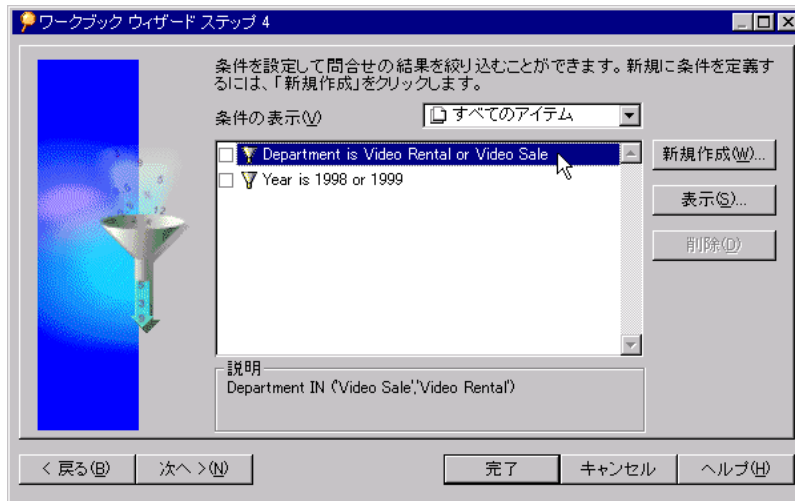 ワークブック ウィザード ステップ 4
条件を設定して問合せの結果を絞り込むことができます。新規に条件を定義す
るには、「新規作成」をクリックします。
条件の表示(V)
すべてのアイテム
Department is Video Rental or Video Sale
Year is 1998 or 1999
新規作成(W)...
表示(S)...
削除(D)
説明
Department IN ('Video Sale','Video Rental')
< 戻る(B)
次へ >(N)
完了
キャンセル
ヘルプ(H)